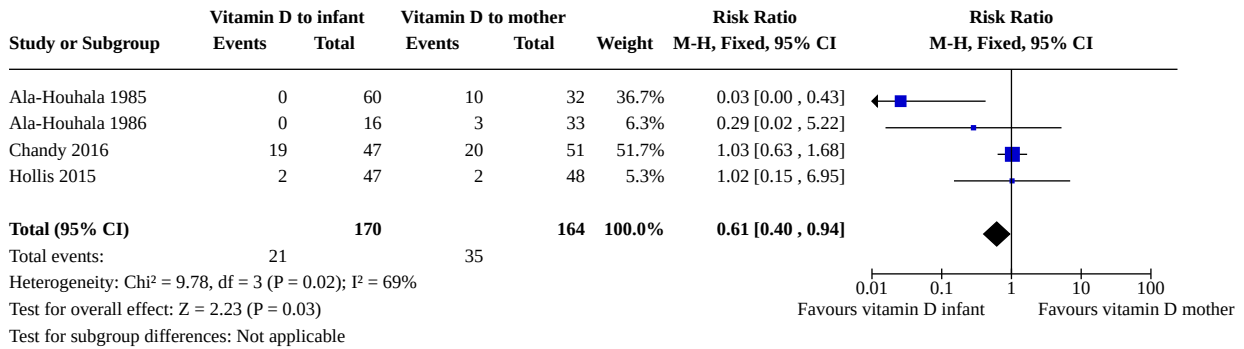 Vitamin D to infant Vitamin D to mother Risk Ratio Risk Ratio
Study or Subgroup Events Total Events Total Weight M-H, Fixed, 95% CI M-H, Fixed, 95% CI
Ala-Houhala 1985 0 60 10 32 36.7% 0.03 [0.00 , 0.43]
Ala-Houhala 1986 0 16 3 33 6.3% 0.29 [0.02 , 5.22]
Chandy 2016 19 47 20 51 51.7% 1.03 [0.63 , 1.68]
Hollis 2015 2 47 2 48 5.3% 1.02 [0.15 , 6.95]
Total (95% CI) 170 164 100.0% 0.61 [0.40 , 0.94]
Total events: 21 35
Heterogeneity: Chi² = 9.78, df = 3 (P = 0.02); I² = 69%
0.01 0.1 1 10 100
Test for overall effect: Z = 2.23 (P = 0.03)
Favours vitamin D infant Favours vitamin D mother
Test for subgroup differences: Not applicable